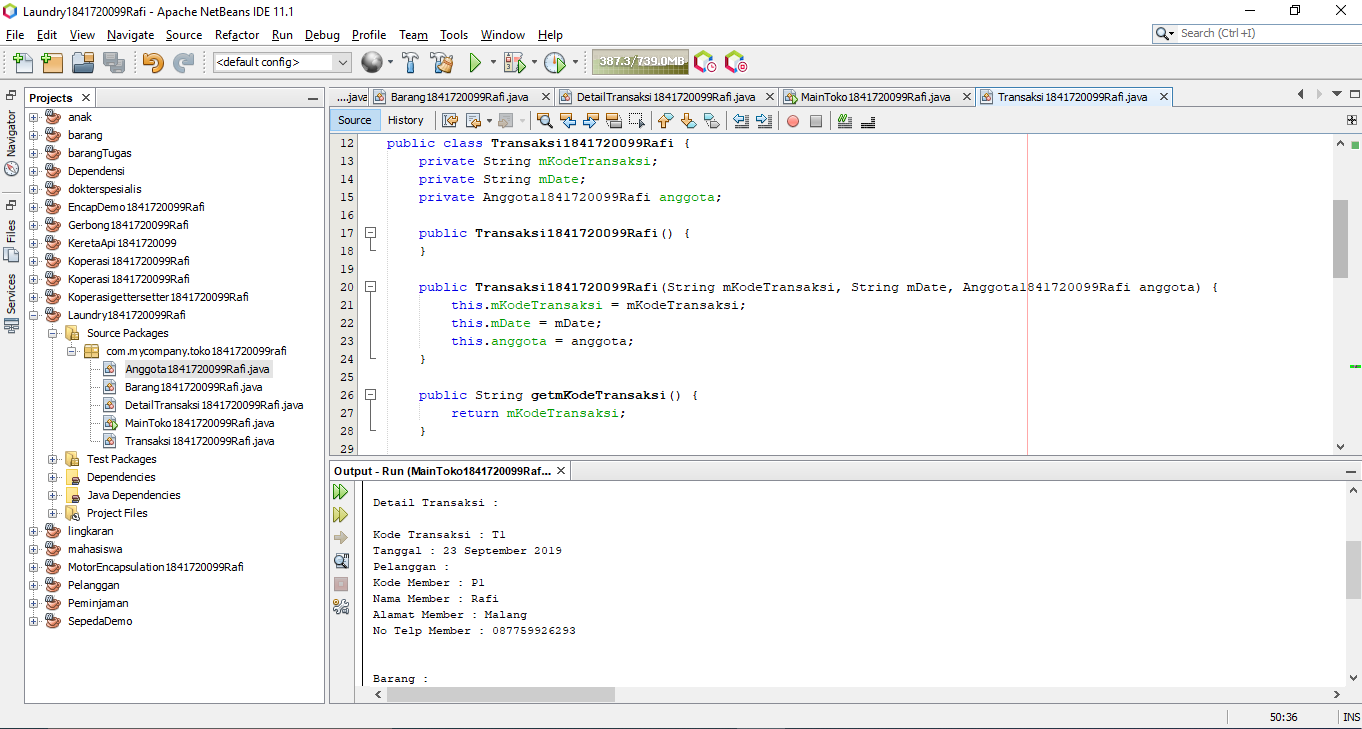 Laundry1841720099Rafi - Apache NetBeans IDE 11.1
File Edit View Navigate Source Refactor Run Debug Profile Team Tools Window Help
Search (Ctrl+I)
<default config>
387.3/739.0MB
Projects
Navigator
Files
Services
anak
barang
barangTugas
Dependensi
dokterspesialis
EncapDemo1841720099Rafi
Gerbong1841720099Rafi
KeretaApi1841720099
Koperasi1841720099Rafi
Koperasi1841720099Rafi
Koperasigettersetter1841720099Rafi
Laundry1841720099Rafi
Source Packages
com.mycompany.toko1841720099rafi
Anggota1841720099Rafi.java
Barang1841720099Rafi.java
DetailTransaksi1841720099Rafi.java
MainToko1841720099Rafi.java
Transaksi1841720099Rafi.java
Test Packages
Dependencies
Java Dependencies
Project Files
lingkaran
mahasiswa
MotorEncapsulation1841720099Rafi
Pelanggan
Peminjaman
SepedaDemo
....java Barang1841720099Rafi.java DetailTransaksi1841720099Rafi.java MainToko1841720099Rafi.java Transaksi1841720099Rafi.java
Source History
12 public class Transaksi1841720099Rafi {
13 private String mKodeTransaksi;
14 private String mDate;
15 private Anggota1841720099Rafi anggota;
16
17 public Transaksi1841720099Rafi() {
18 }
19
20 public Transaksi1841720099Rafi(String mKodeTransaksi, String mDate, Anggota1841720099Rafi anggota) {
21 this.mKodeTransaksi = mKodeTransaksi;
22 this.mDate = mDate;
23 this.anggota = anggota;
24 }
25
26 public String getmKodeTransaksi() {
27 return mKodeTransaksi;
28 }
29
Output - Run (MainToko1841720099Raf...
Detail Transaksi :
Kode Transaksi : T1
Tanggal : 23 September 2019
Pelanggan :
Kode Member : P1
Nama Member : Rafi
Alamat Member : Malang
No Telp Member : 087759926293
Barang :
50:36 INS